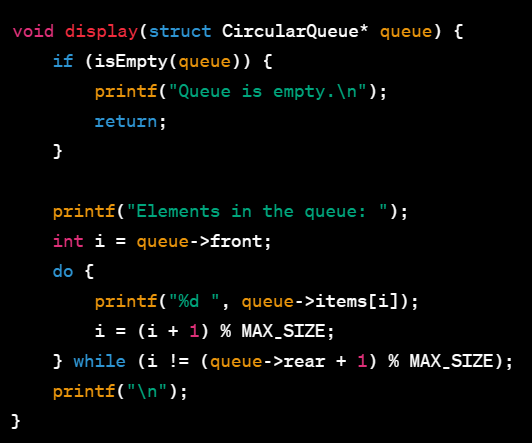 void display(struct CircularQueue* queue) {
    if (isEmpty(queue)) {
        printf("Queue is empty.\n");
        return;
    }

    printf("Elements in the queue: ");
    int i = queue->front;
    do {
        printf("%d ", queue->items[i]);
        i = (i + 1) % MAX_SIZE;
    } while (i != (queue->rear + 1) % MAX_SIZE);
    printf("\n");
}